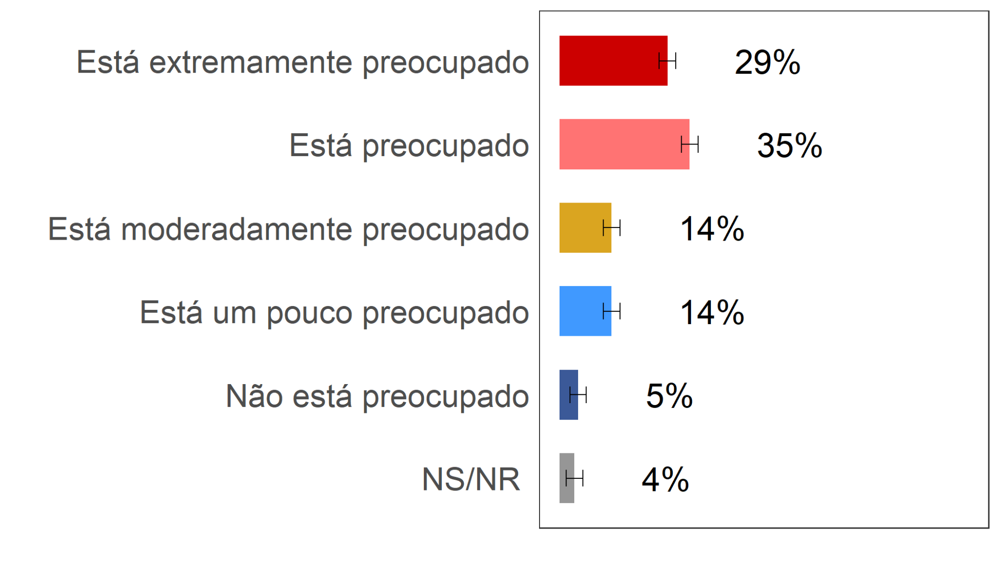 Está extremamente preocupado 29%
Está preocupado 35%
Está moderadamente preocupado 14%
Está um pouco preocupado 14%
Não está preocupado 5%
NS/NR 4%